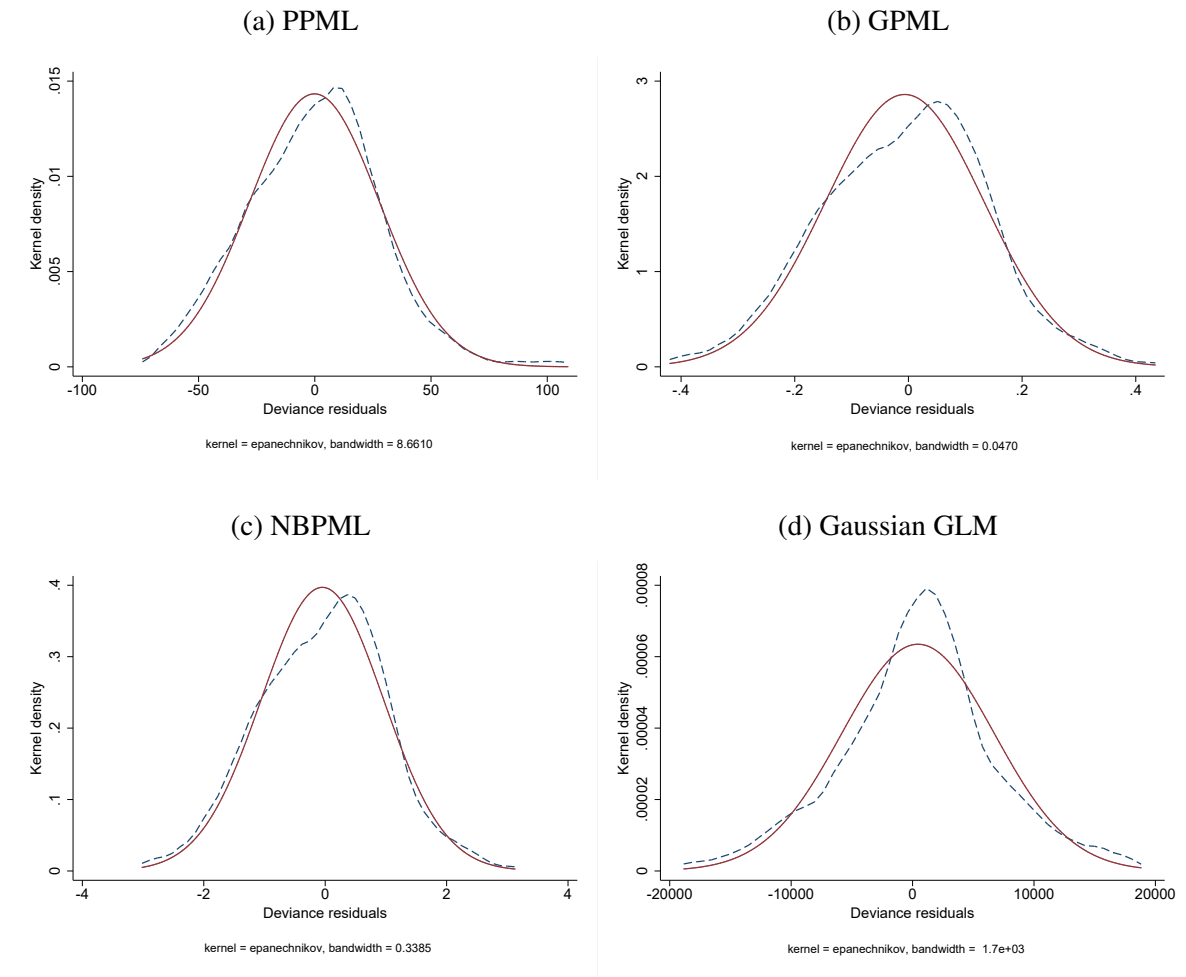 (a) PPML
Kernel density
0
.005
.01
.015
-100
-50
0
50
100
Deviance residuals
kernel = epanechnikov, bandwidth = 8.6610
(b) GPML
Kernel density
0
1
2
3
-.4
-.2
0
.2
.4
Deviance residuals
kernel = epanechnikov, bandwidth = 0.0470
(c) NBPML
Kernel density
0
.1
.2
.3
.4
-4
-2
0
2
4
Deviance residuals
kernel = epanechnikov, bandwidth = 0.3385
(d) Gaussian GLM
Kernel density
0
.00002
.00004
.00006
.00008
-20000
-10000
0
10000
20000
Deviance residuals
kernel = epanechnikov, bandwidth = 1.7e+03